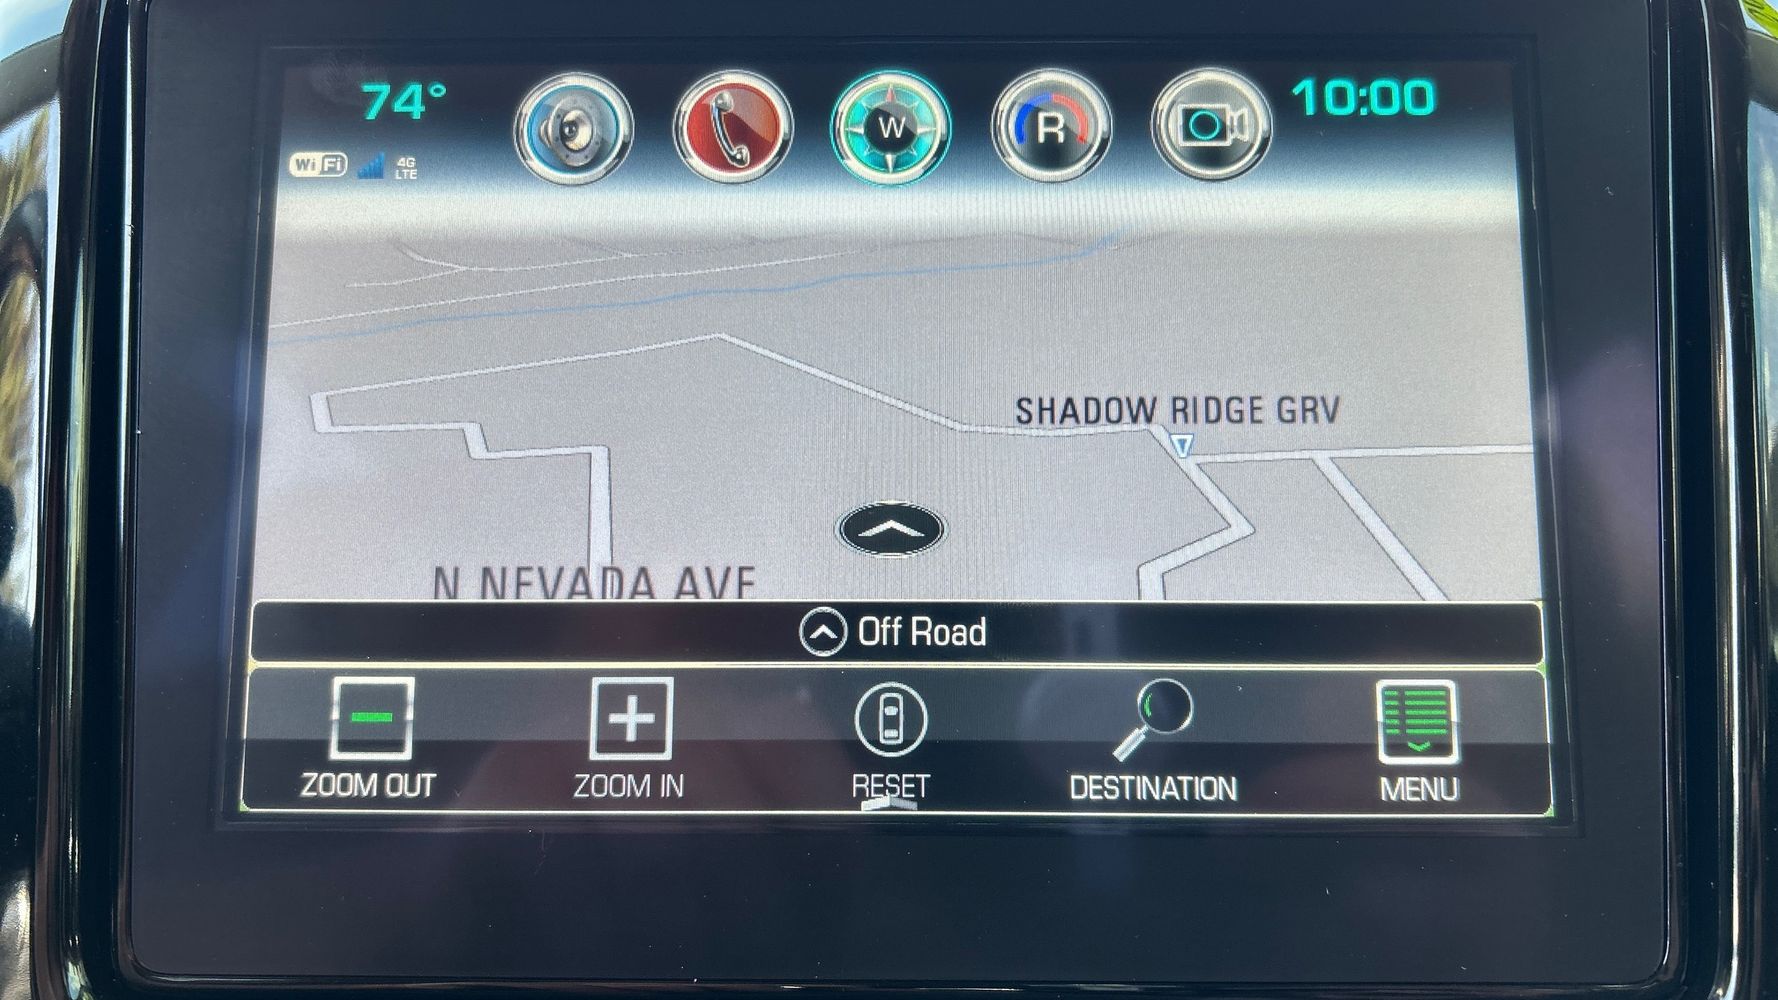 74°
W
R
10:00
WiFi
4G
LTE
SHADOW RIDGE GRV
N NEVADA AVE
Off Road
ZOOM OUT
ZOOM IN
RESET
DESTINATION
MENU